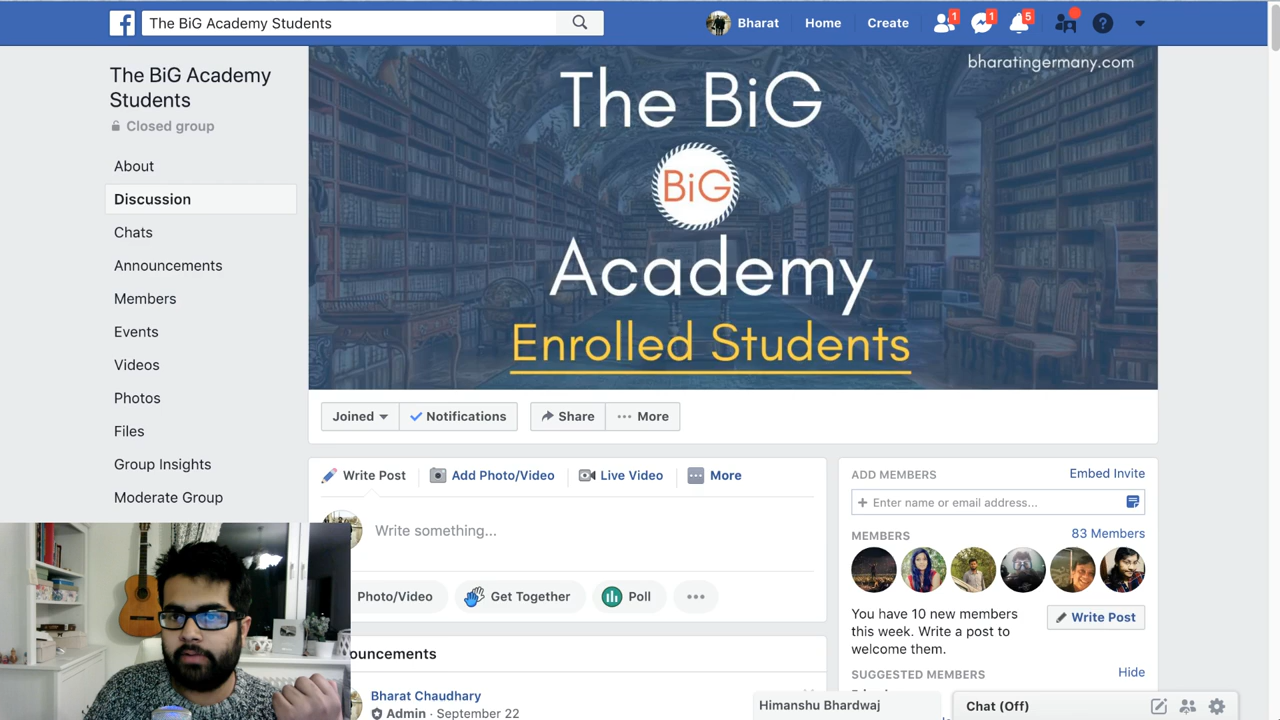 The BiG Academy Students
Bharat
Home
Create
1
1
5
?
The BiG Academy
Students
Closed group
About
Discussion
Chats
Announcements
Members
Events
Videos
Photos
Files
Group Insights
Moderate Group
bharatingermany.com
The BiG
BiG
Academy
Enrolled Students
Joined
Notifications
Share
More
Write Post
Add Photo/Video
Live Video
More
Write something...
Photo/Video
Get Together
Poll
ouncements
Bharat Chaudhary
Admin · September 22
ADD MEMBERS
Embed Invite
+ Enter name or email address...
MEMBERS
83 Members
You have 10 new members
this week. Write a post to
welcome them.
Write Post
SUGGESTED MEMBERS
Hide
Himanshu Bhardwaj
Chat (Off)